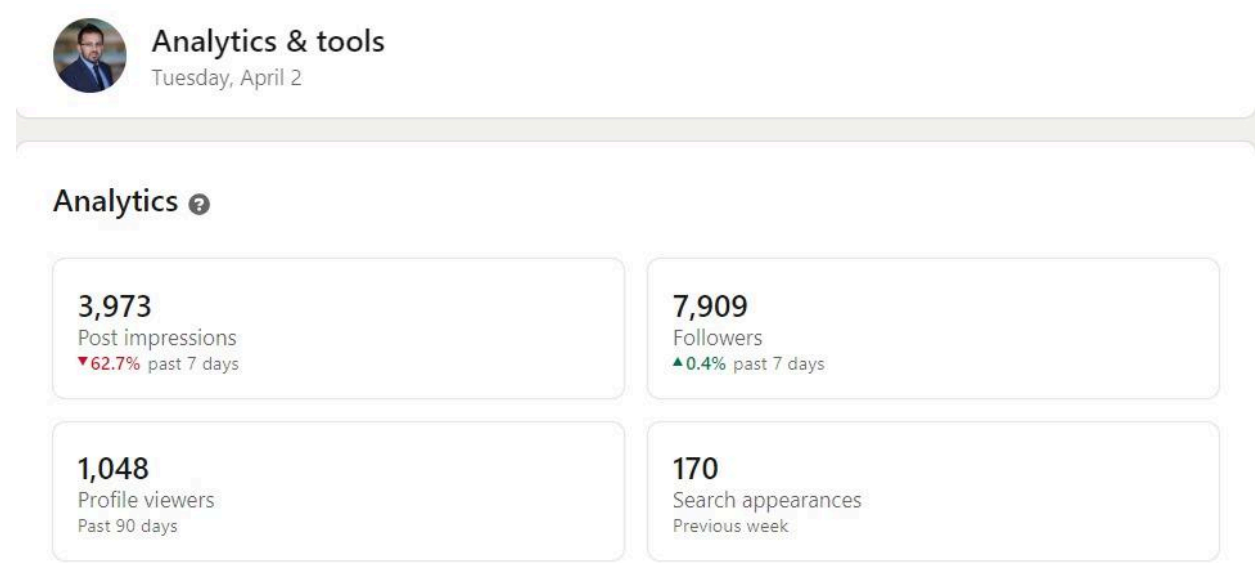 Analytics & tools
Tuesday, April 2
Analytics ?
3,973
Post impressions
▼62.7% past 7 days
7,909
Followers
▲0.4% past 7 days
1,048
Profile viewers
Past 90 days
170
Search appearances
Previous week